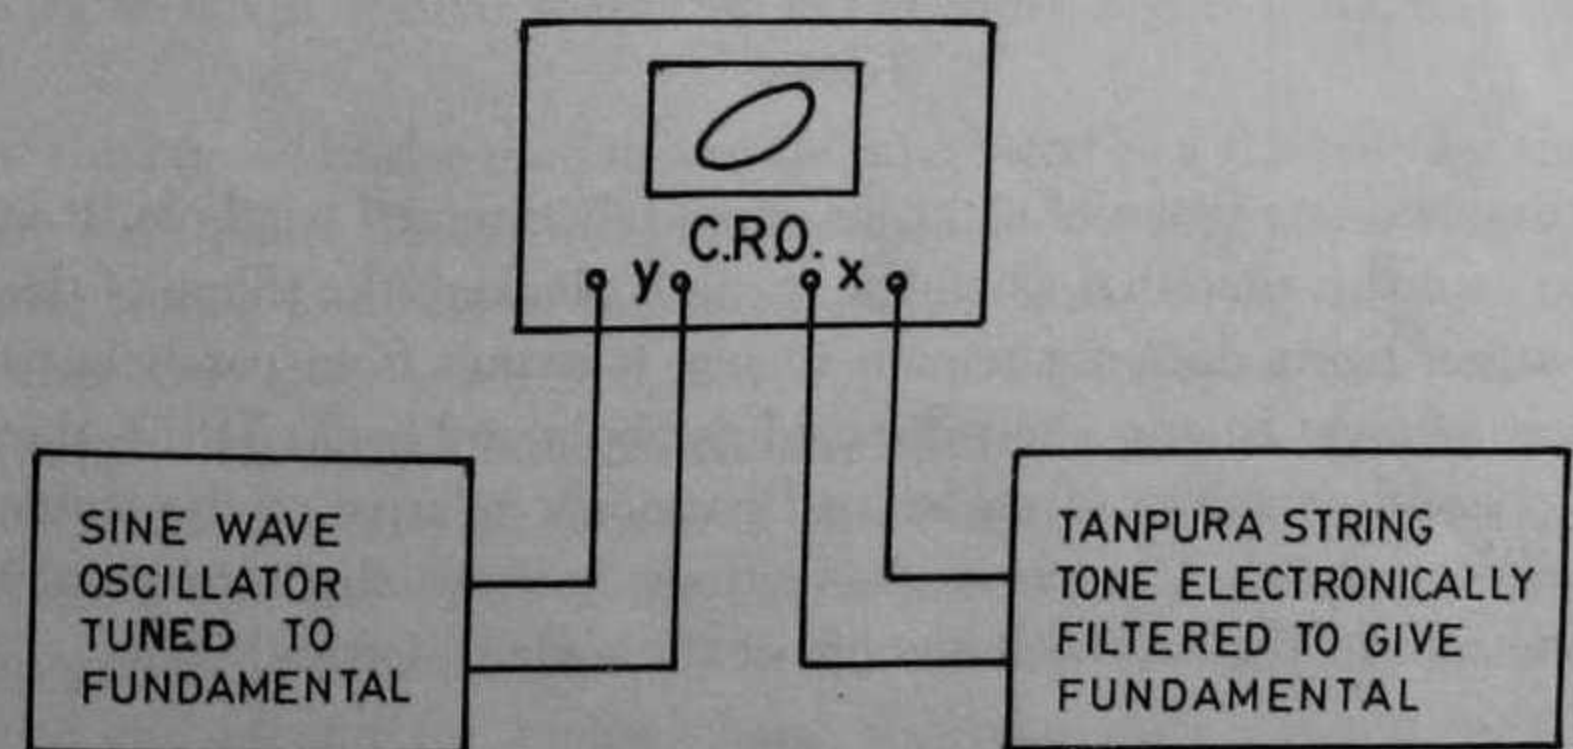 C.R.O.
y x
SINE WAVE
OSCILLATOR
TUNED TO
FUNDAMENTAL
TANPURA STRING
TONE ELECTRONICALLY
FILTERED TO GIVE
FUNDAMENTAL